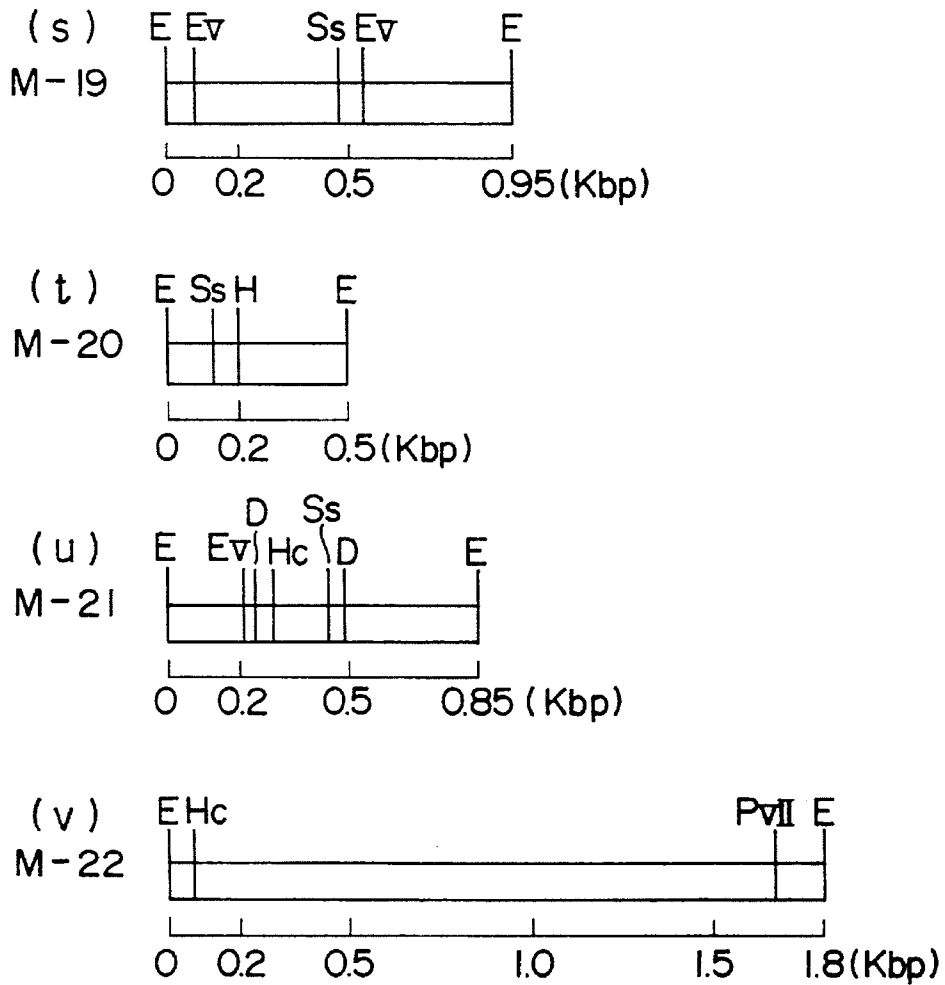 (s) E Ev Ss Ev E
M-19
0 0.2 0.5 0.95(Kbp)
(t) E Ss H E
M-20
0 0.2 0.5(Kbp)
D Ss
(u) E Ev Hc D E
M-21
0 0.2 0.5 0.85 (Kbp)
(v) E Hc PvII E
M-22
0 0.2 0.5 1.0 1.5 1.8(Kbp)